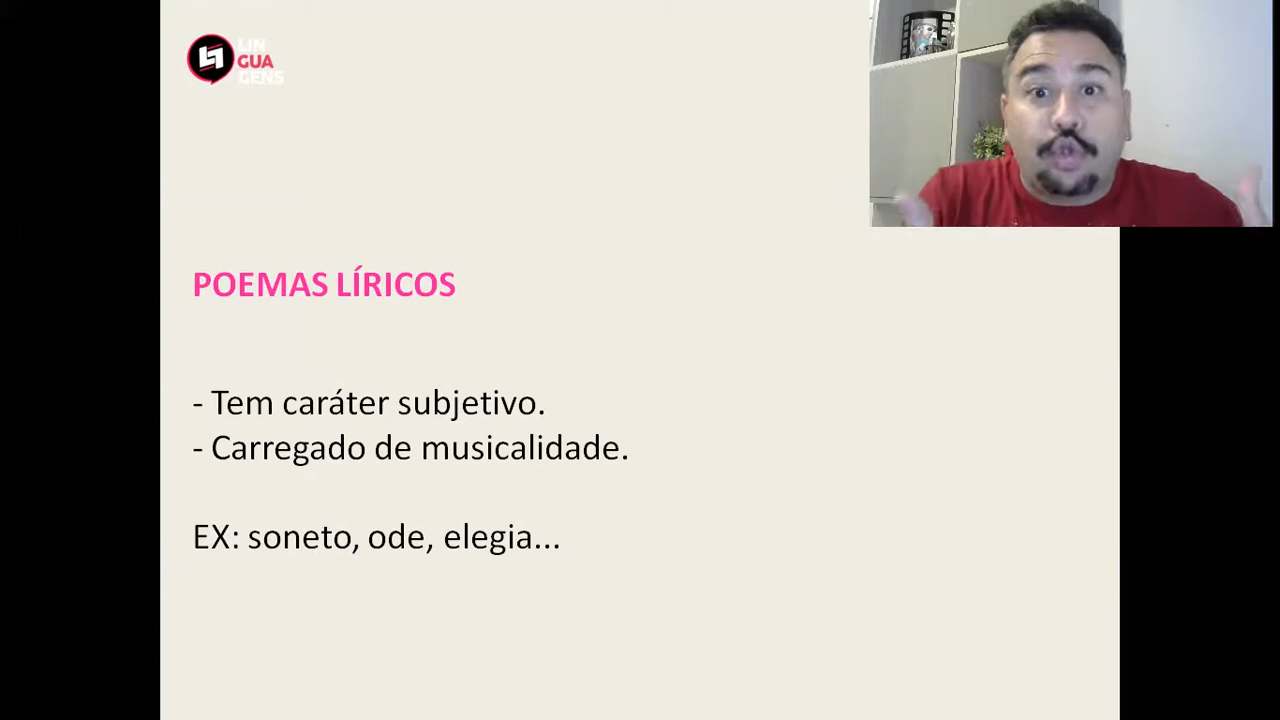 LIN
GUA
GENS
POEMAS LÍRICOS
- Tem caráter subjetivo.
- Carregado de musicalidade.
EX: soneto, ode, elegia...